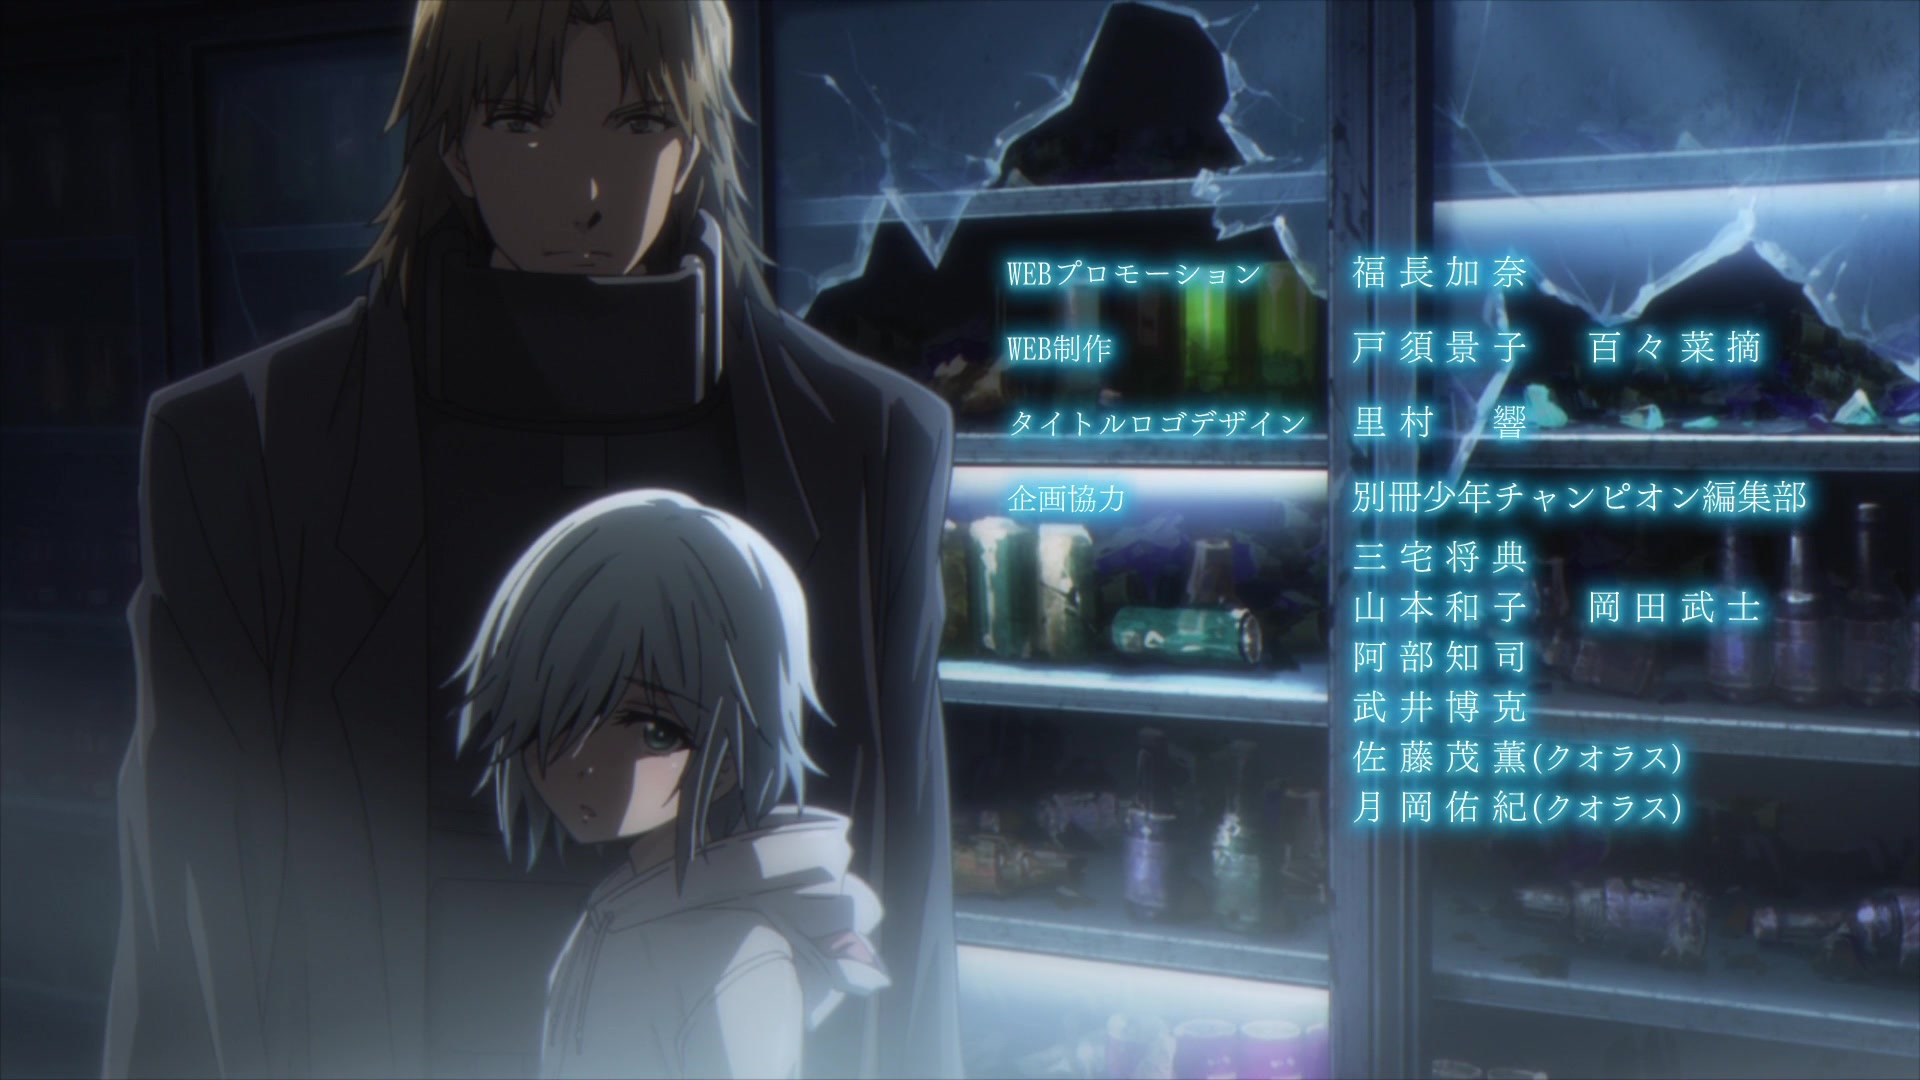 WEBプロモーション 福長加奈
WEB制作 戸須景子 百々菜摘
タイトルロゴデザイン 里村 響
企画協力 別冊少年チャンピオン編集部
三宅将典
山本和子 岡田武士
阿部知司
武井博克
佐藤茂薫(クオラス)
月岡佑紀(クオラス)